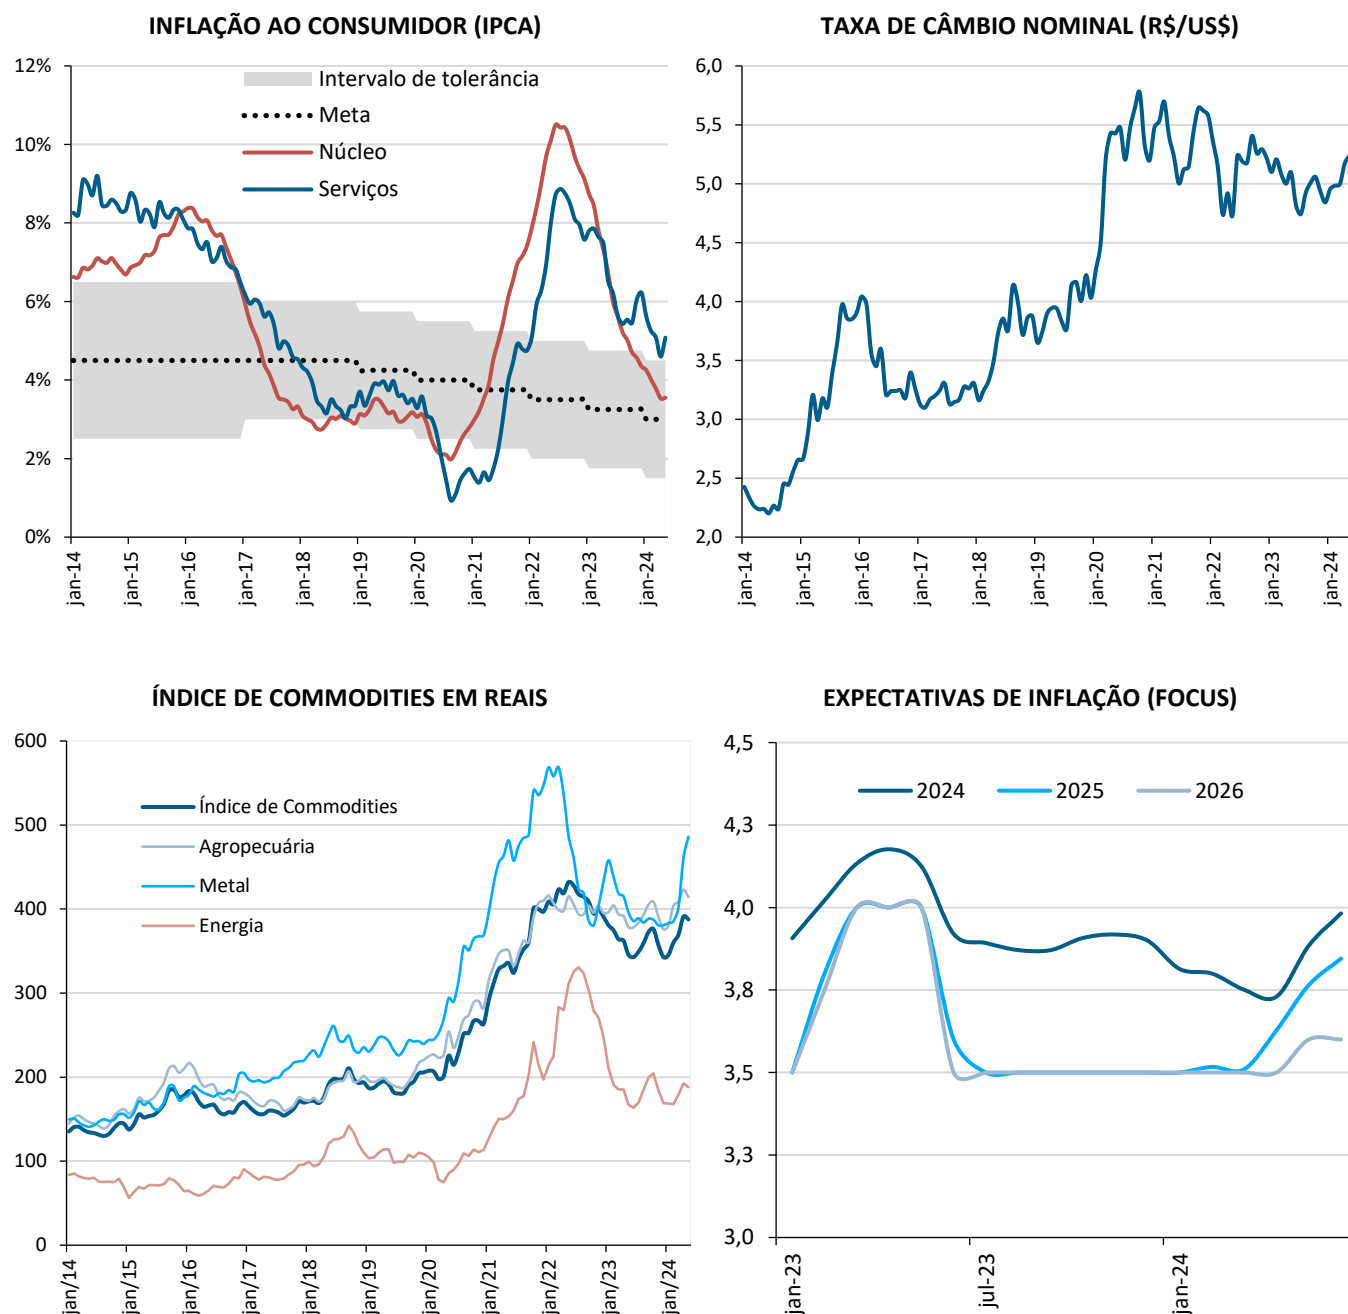 INFLAÇÃO AO CONSUMIDOR (IPCA)
12%
10%
8%
6%
4%
2%
0%
Intervalo de tolerância
Meta
Núcleo
Serviços
jan-14
jan-15
jan-16
jan-17
jan-18
jan-19
jan-20
jan-21
jan-22
jan-23
jan-24
TAXA DE CÂMBIO NOMINAL (R$/US$)
6,0
5,5
5,0
4,5
4,0
3,5
3,0
2,5
2,0
jan-14
jan-15
jan-16
jan-17
jan-18
jan-19
jan-20
jan-21
jan-22
jan-23
jan-24
ÍNDICE DE COMMODITIES EM REAIS
600
500
400
300
200
100
0
Índice de Commodities
Agropecuária
Metal
Energia
jan/14
jan/15
jan/16
jan/17
jan/18
jan/19
jan/20
jan/21
jan/22
jan/23
jan/24
EXPECTATIVAS DE INFLAÇÃO (FOCUS)
4,5
4,3
4,0
3,8
3,5
3,3
3,0
2024
2025
2026
jan-23
jul-23
jan-24